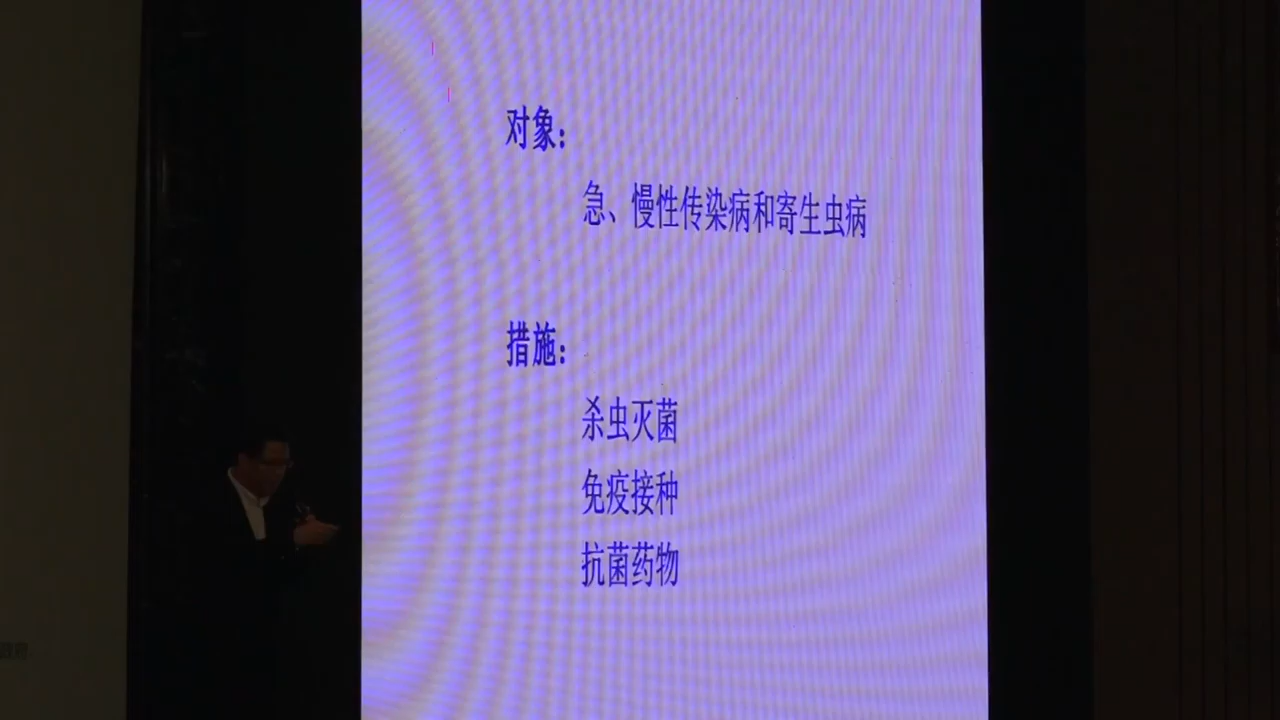 对象：
急、慢性传染病和寄生虫病
措施：
杀虫灭菌
免疫接种
抗菌药物